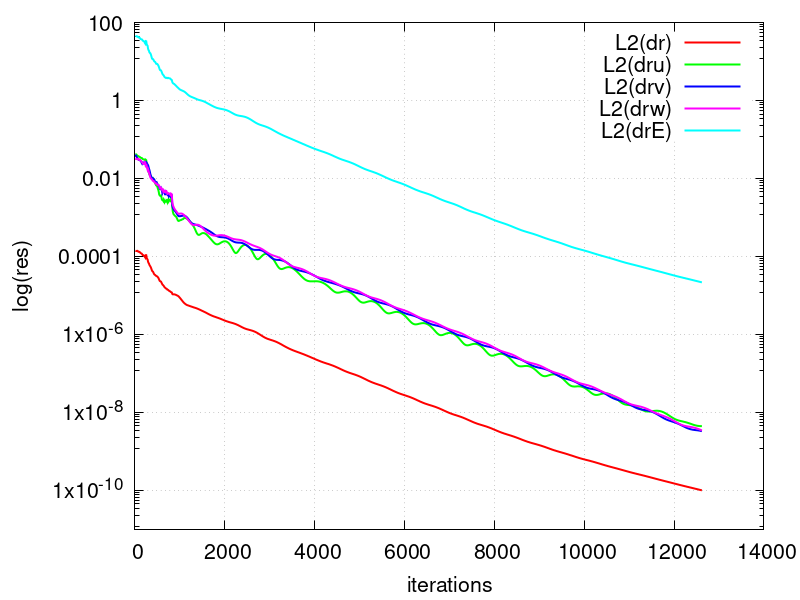 100
1
0.01
0.0001
1x10-6
1x10-8
1x10-10
log(res)
L2(dr)
L2(dru)
L2(drv)
L2(drw)
L2(drE)
0 2000 4000 6000 8000 10000 12000 14000
iterations